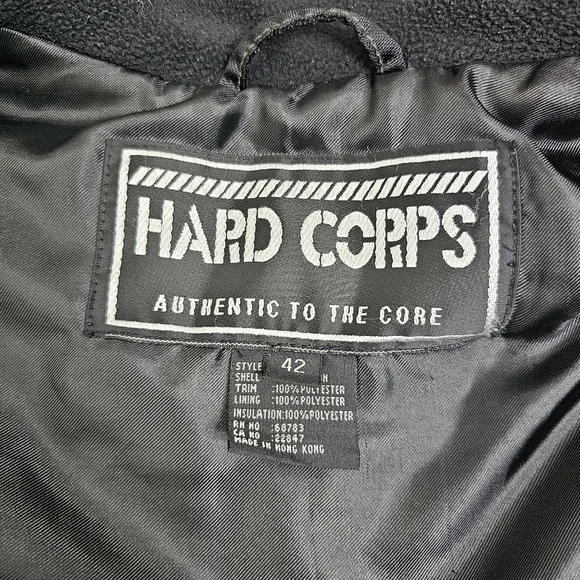 HARD CORPS
AUTHENTIC TO THE CORE
STYLE 42
SHELL
TRIM :100%POLYESTER
LINING :100%POLYESTER
INSULATION:100%POLYESTER
RN NO :68783
CA NO :22847
MADE IN HONG KONG